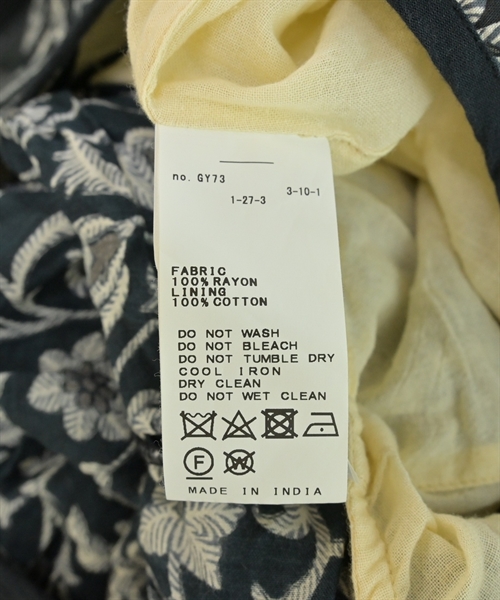 no. GY73
1-27-3 3-10-1
FABRIC
100% RAYON
LINING
100% COTTON
DO NOT WASH
DO NOT BLEACH
DO NOT TUMBLE DRY
COOL IRON
DRY CLEAN
DO NOT WET CLEAN
F W
MADE IN INDIA